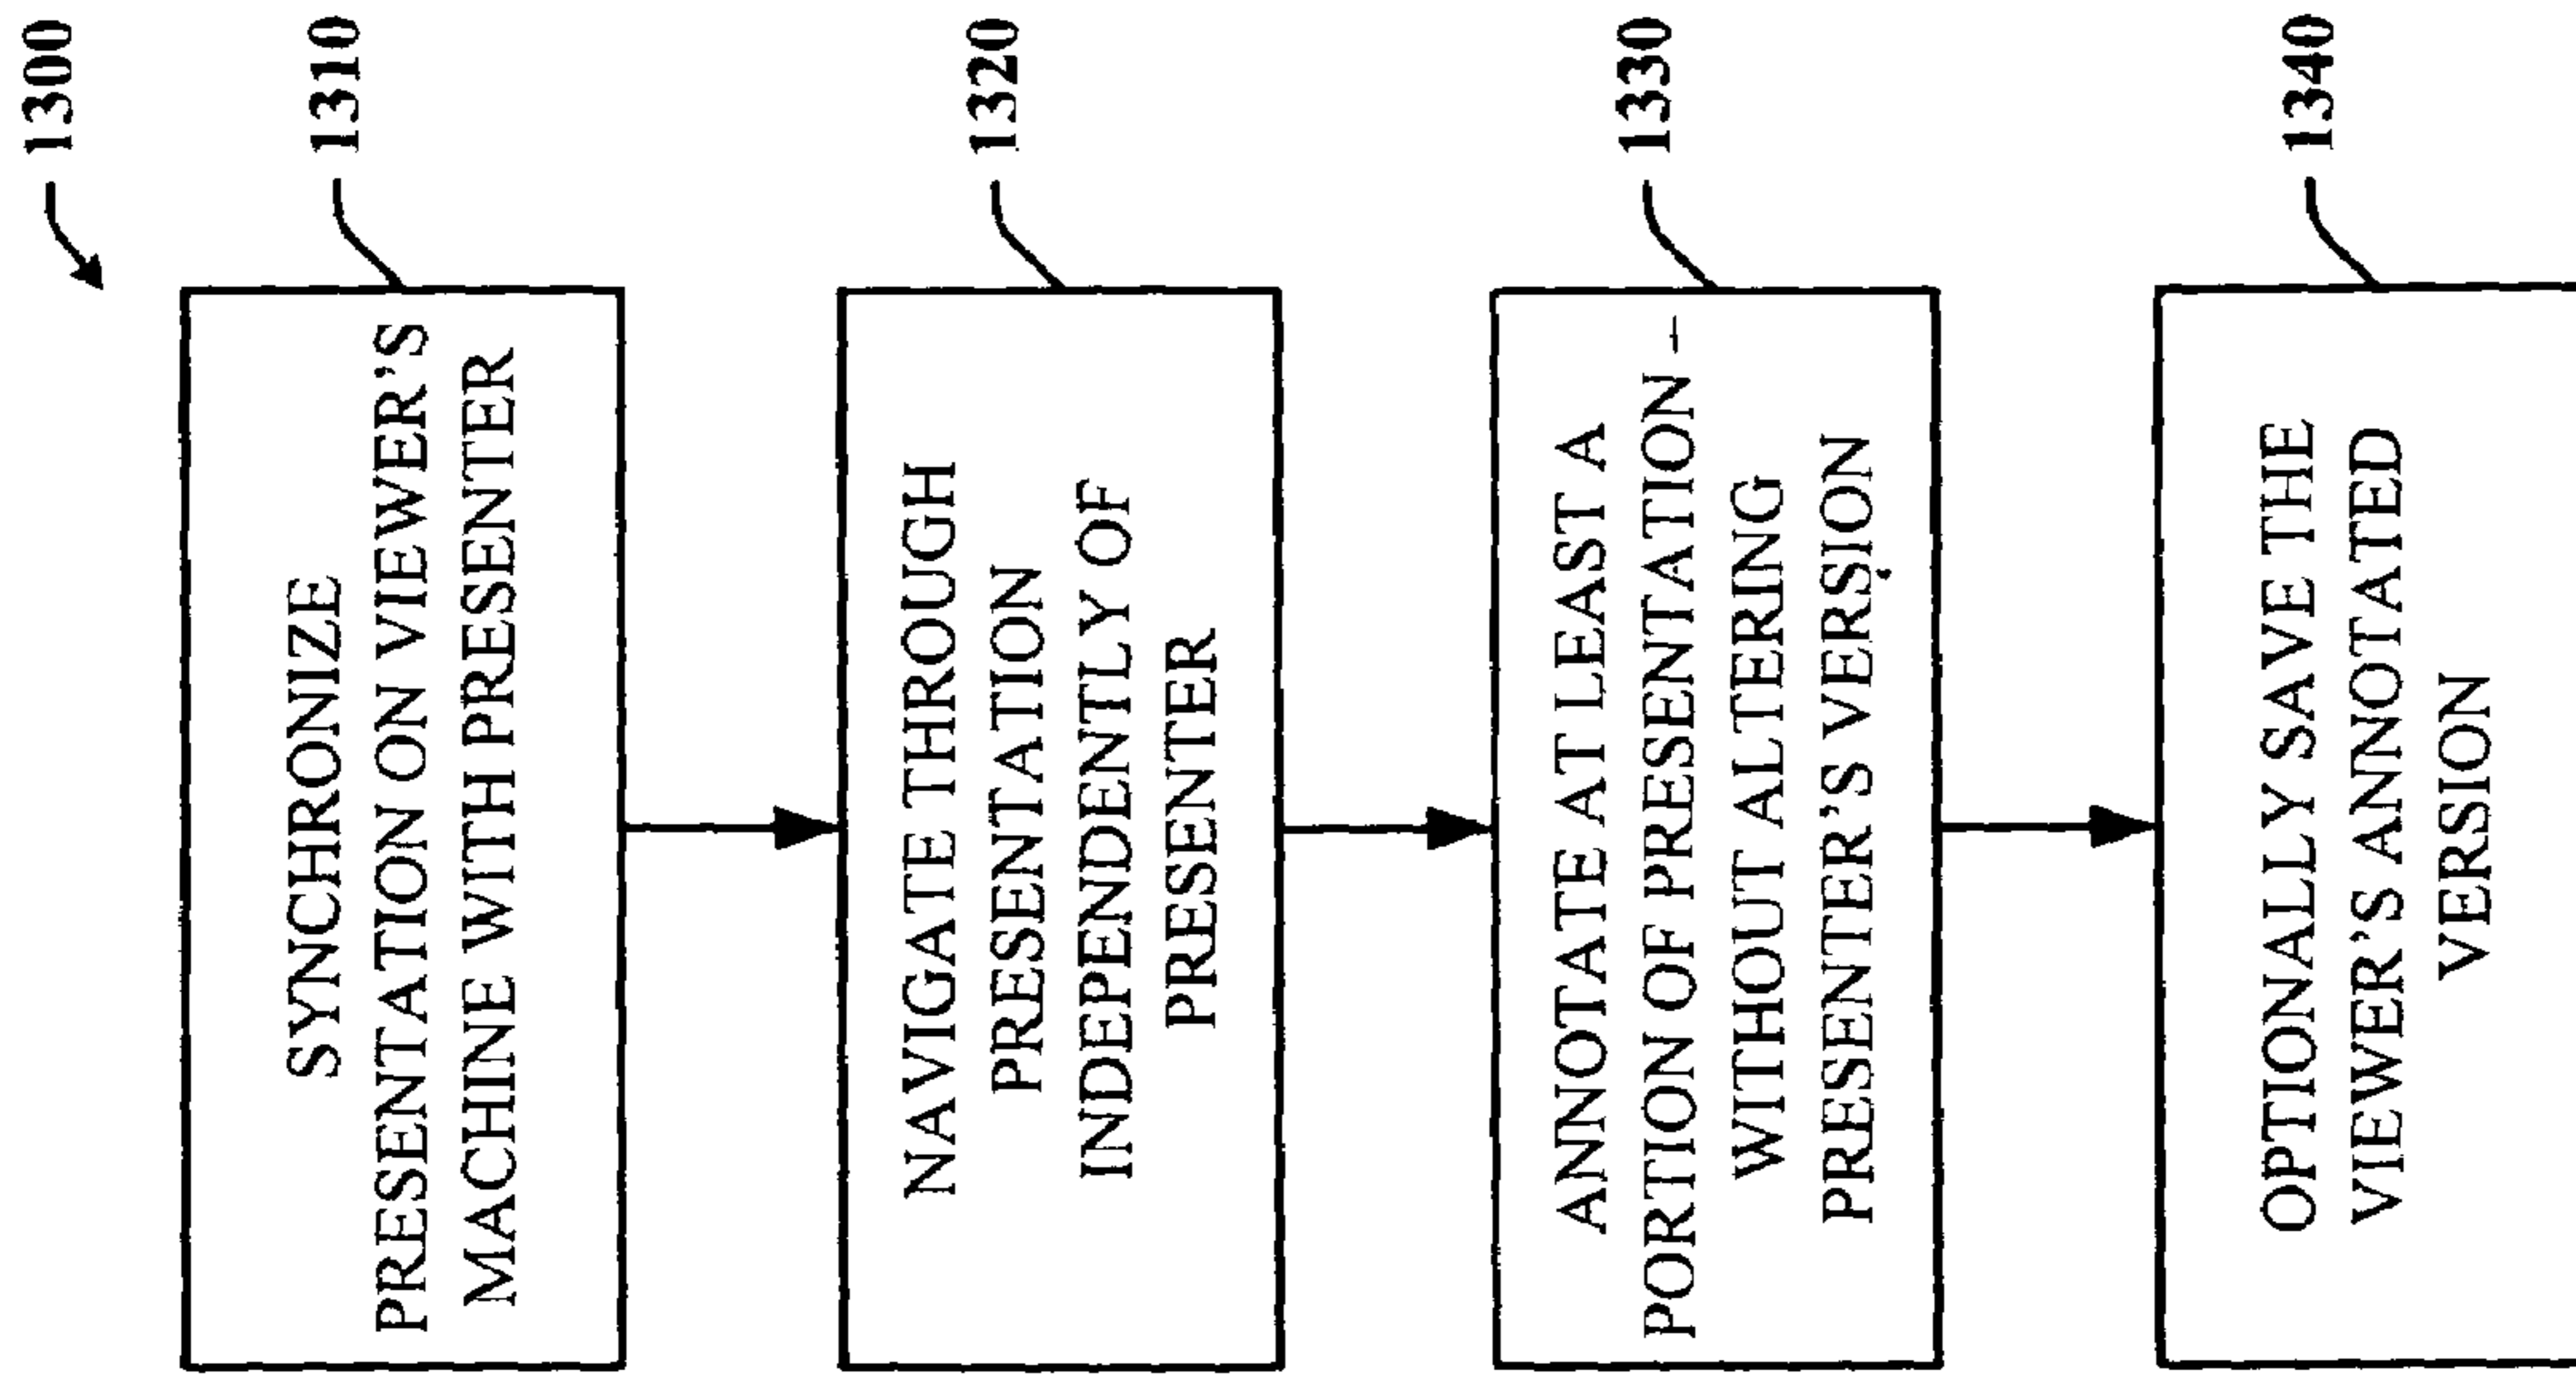 1300
1310
SYNCHRONIZE
PRESENTATION ON VIEWER'S
MACHINE WITH PRESENTER
1320
NAVIGATE THROUGH
PRESENTATION
INDEPENDENTLY OF
PRESENTER
1330
ANNOTATE AT LEAST A
PORTION OF PRESENTATION –
WITHOUT ALTERING
PRESENTER'S VERSION
1340
OPTIONALLY SAVE THE
VIEWER'S ANNOTATED
VERSION